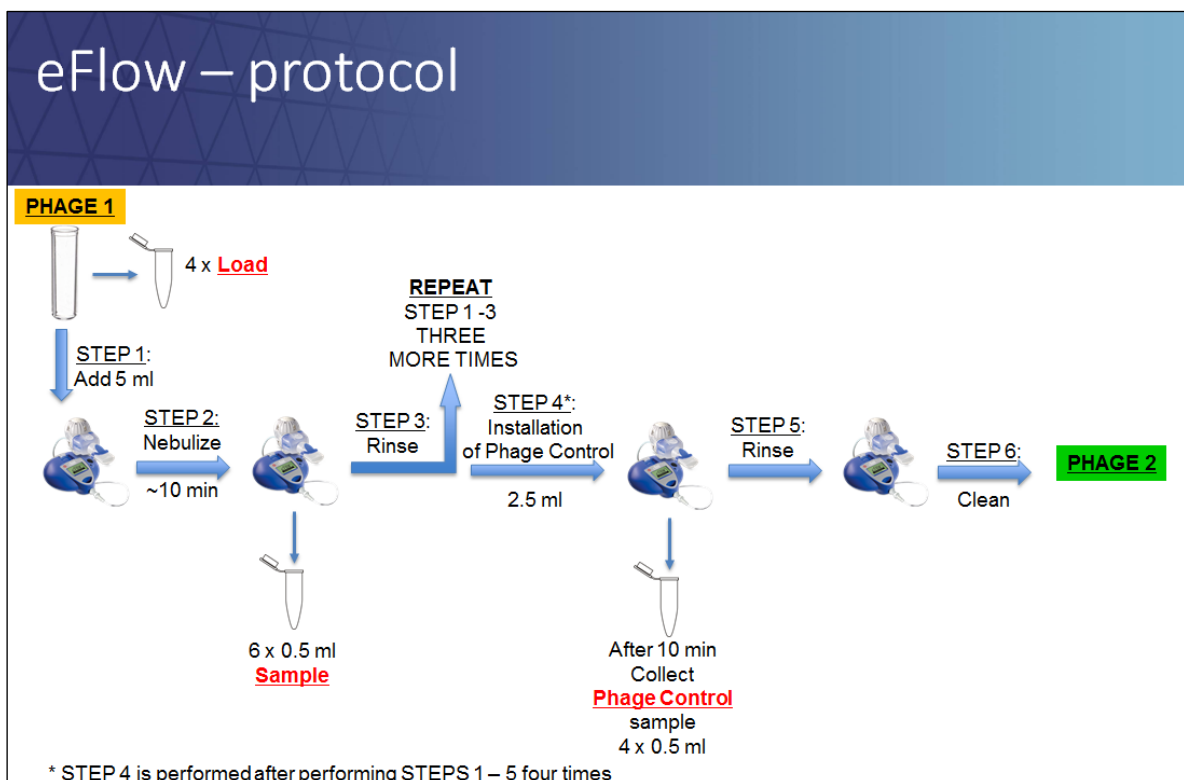 eFlow – protocol
PHAGE 1
4 x Load
STEP 1:
Add 5 ml
STEP 2:
Nebulize
~10 min
6 x 0.5 ml
Sample
STEP 3:
Rinse
REPEAT
STEP 1 -3
THREE
MORE TIMES
STEP 4*:
Installation
of Phage Control
2.5 ml
After 10 min
Collect
Phage Control
sample
4 x 0.5 ml
STEP 5:
Rinse
STEP 6:
Clean
PHAGE 2
* STEP 4 is performed after performing STEPS 1 – 5 four times